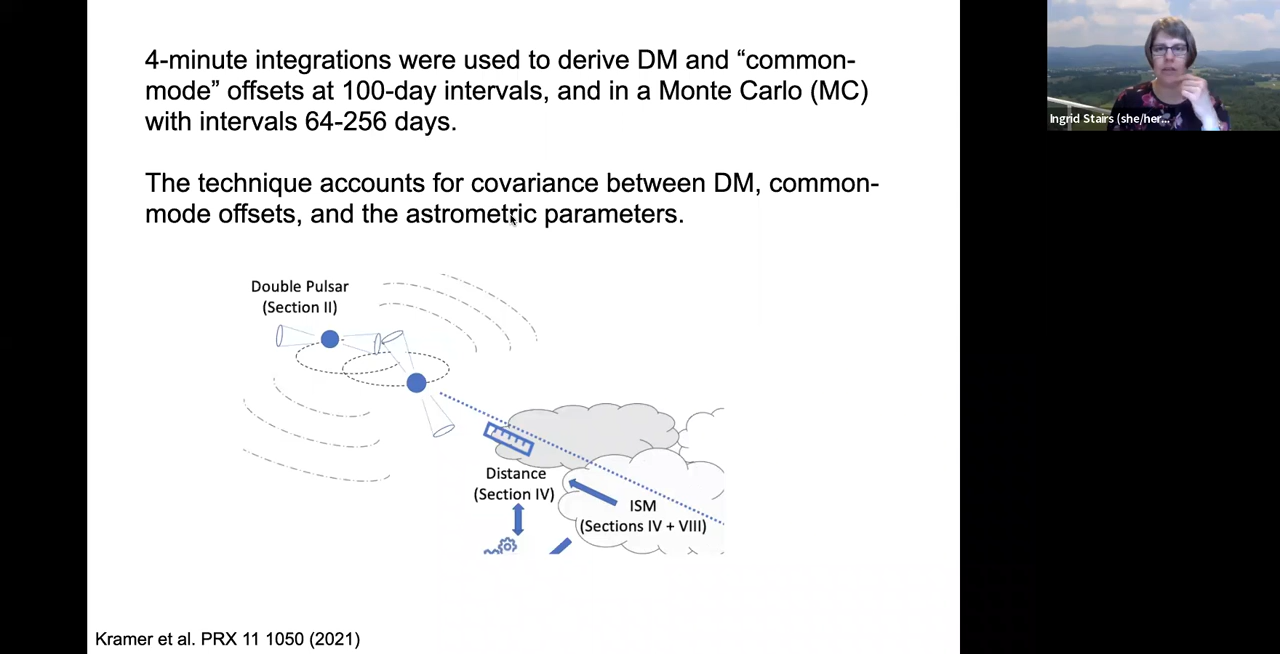 4-minute integrations were used to derive DM and “common-
mode” offsets at 100-day intervals, and in a Monte Carlo (MC)
with intervals 64-256 days.
The technique accounts for covariance between DM, common-
mode offsets, and the astrometric parameters.
Double Pulsar
(Section II)
Distance
(Section IV)
ISM
(Sections IV + VIII)
Kramer et al. PRX 11 1050 (2021)
Ingrid Stairs (she/her...